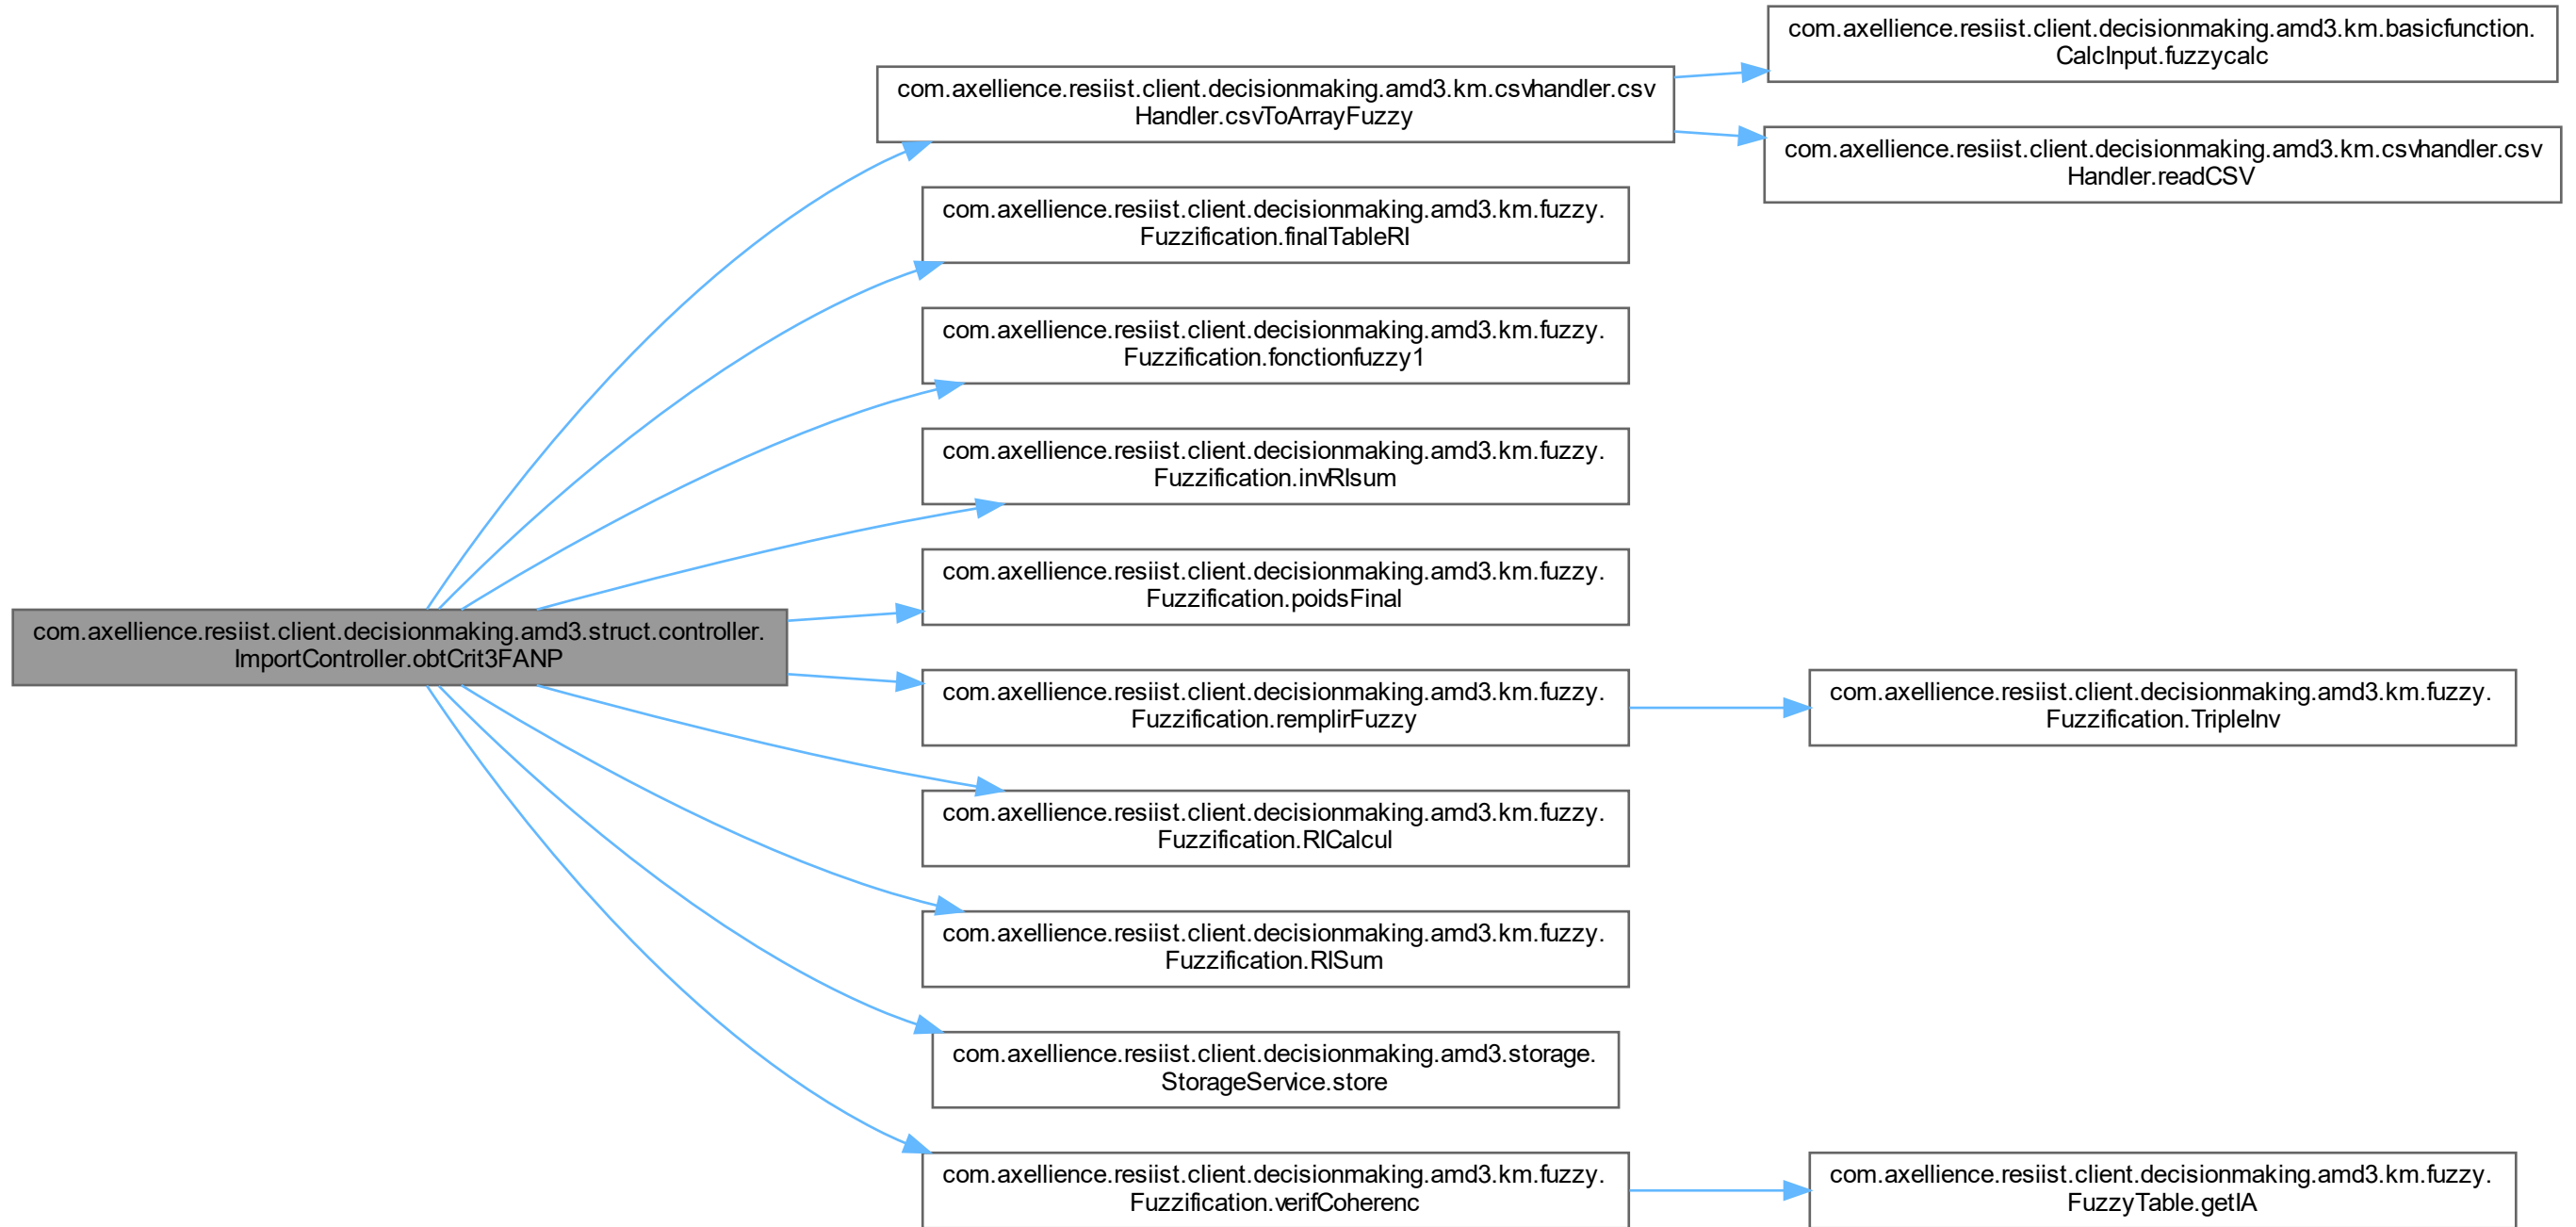 com.axellience.resiist.client.decisionmaking.amd3.struct.controller.
ImportController.obtCrit3FANP
com.axellience.resiist.client.decisionmaking.amd3.km.csvhandler.csv
Handler.csvToArrayFuzzy
com.axellience.resiist.client.decisionmaking.amd3.km.basicfunction.
CalcInput.fuzzycalc
com.axellience.resiist.client.decisionmaking.amd3.km.csvhandler.csv
Handler.readCSV
com.axellience.resiist.client.decisionmaking.amd3.km.fuzzy.
Fuzzification.finalTableRI
com.axellience.resiist.client.decisionmaking.amd3.km.fuzzy.
Fuzzification.fonctionfuzzy1
com.axellience.resiist.client.decisionmaking.amd3.km.fuzzy.
Fuzzification.invRIsum
com.axellience.resiist.client.decisionmaking.amd3.km.fuzzy.
Fuzzification.poidsFinal
com.axellience.resiist.client.decisionmaking.amd3.km.fuzzy.
Fuzzification.remplirFuzzy
com.axellience.resiist.client.decisionmaking.amd3.km.fuzzy.
Fuzzification.TripleInv
com.axellience.resiist.client.decisionmaking.amd3.km.fuzzy.
Fuzzification.RICalcul
com.axellience.resiist.client.decisionmaking.amd3.km.fuzzy.
Fuzzification.RISum
com.axellience.resiist.client.decisionmaking.amd3.storage.
StorageService.store
com.axellience.resiist.client.decisionmaking.amd3.km.fuzzy.
Fuzzification.verifCoherenc
com.axellience.resiist.client.decisionmaking.amd3.km.fuzzy.
FuzzyTable.getIA